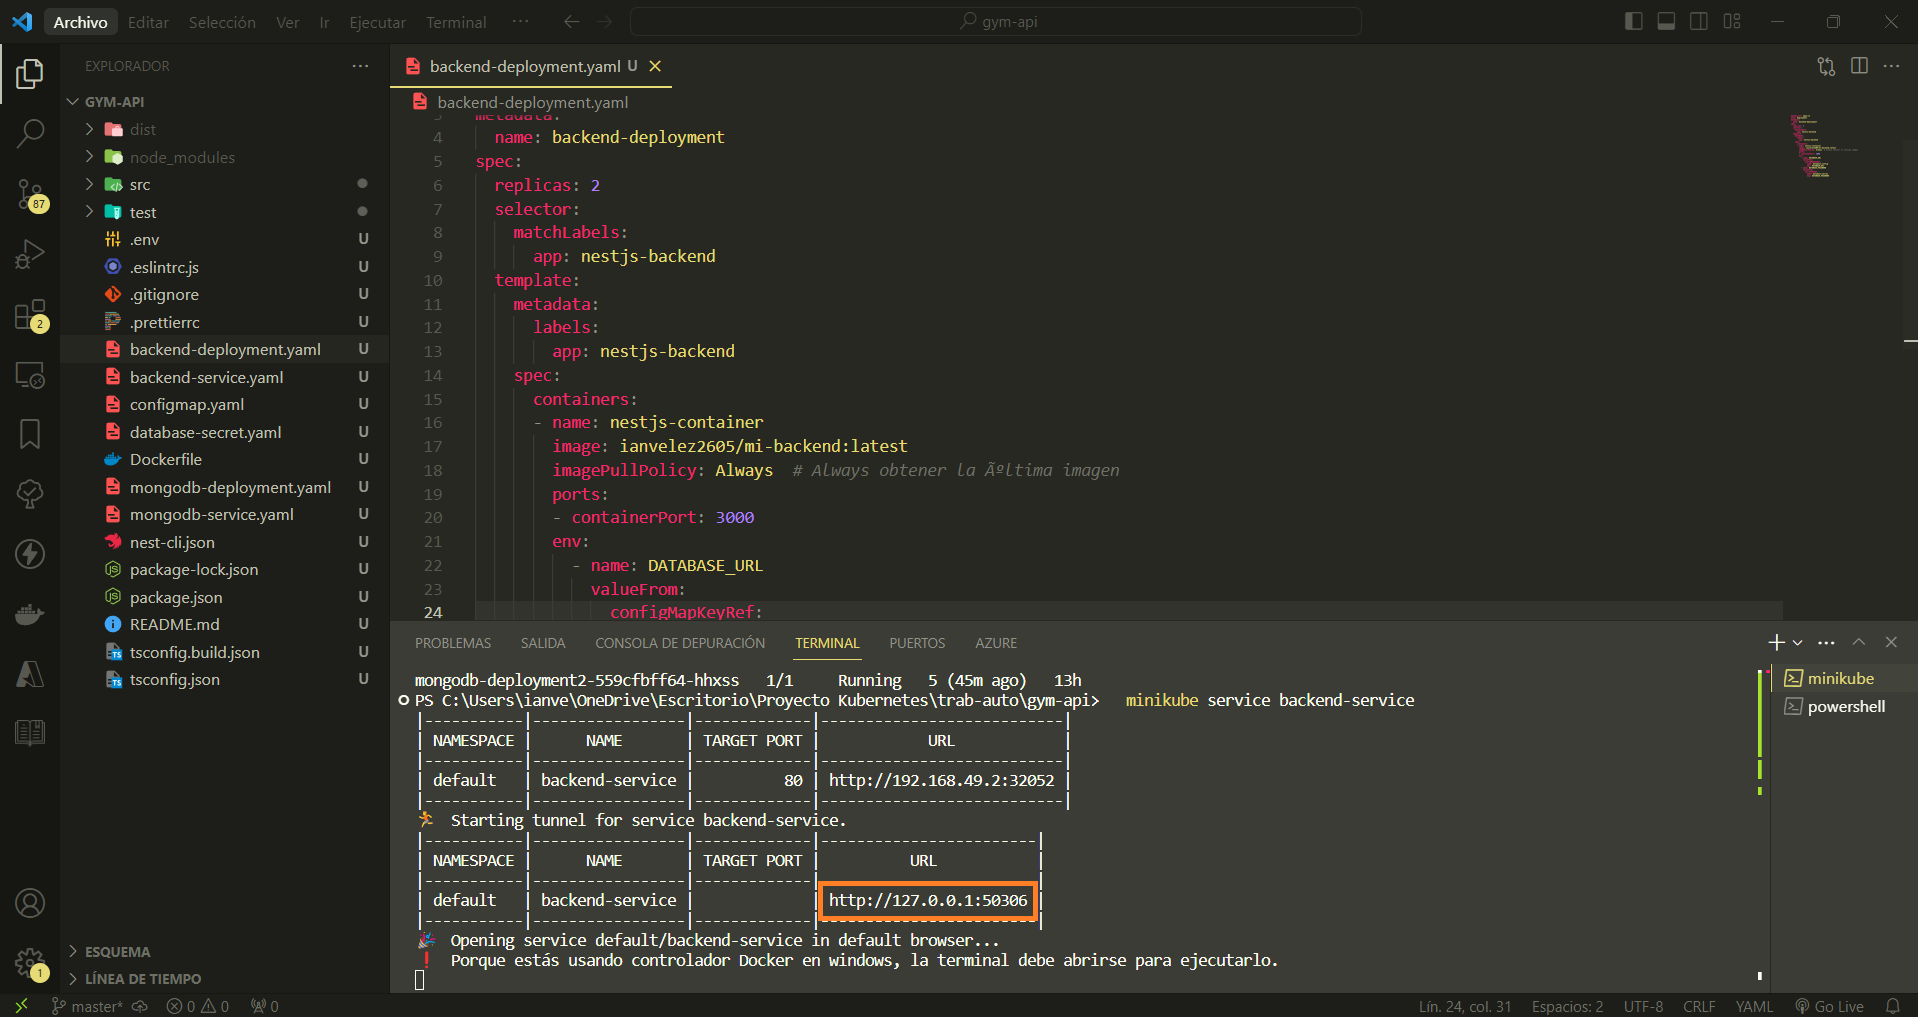 Archivo Editar Selección Ver Ir Ejecutar Terminal ··· gym-api
EXPLORADOR ···
GYM-API
dist
node_modules
src
test
.env U
.eslintrc.js U
.gitignore U
.prettierrc U
backend-deployment.yaml U
backend-service.yaml U
configmap.yaml U
database-secret.yaml U
Dockerfile U
mongodb-deployment.yaml U
mongodb-service.yaml U
nest-cli.json U
package-lock.json U
package.json U
README.md U
tsconfig.build.json U
tsconfig.json U
ESQUEMA
LÍNEA DE TIEMPO
87
2
1
backend-deployment.yaml U
backend-deployment.yaml
3 metadata:
4 name: backend-deployment
5 spec:
6 replicas: 2
7 selector:
8 matchLabels:
9 app: nestjs-backend
10 template:
11 metadata:
12 labels:
13 app: nestjs-backend
14 spec:
15 containers:
16 - name: nestjs-container
17 image: ianvelez2605/mi-backend:latest
18 imagePullPolicy: Always # Always obtener la Ãºltima imagen
19 ports:
20 - containerPort: 3000
21 env:
22 - name: DATABASE_URL
23 valueFrom:
24 configMapKeyRef:
PROBLEMAS SALIDA CONSOLA DE DEPURACIÓN TERMINAL PUERTOS AZURE
mongodb-deployment2-559cfbff64-hhxss 1/1 Running 5 (45m ago) 13h
PS C:\Users\ianve\OneDrive\Escritorio\Proyecto Kubernetes\trab-auto\gym-api> minikube service backend-service
|-----------|-----------------|-------------|---------------------------|
| NAMESPACE | NAME | TARGET PORT | URL |
|-----------|-----------------|-------------|---------------------------|
| default | backend-service | 80 | http://192.168.49.2:32052 |
|-----------|-----------------|-------------|---------------------------|
Starting tunnel for service backend-service.
|-----------|-----------------|-------------|------------------------|
| NAMESPACE | NAME | TARGET PORT | URL |
|-----------|-----------------|-------------|------------------------|
| default | backend-service | | http://127.0.0.1:50306 |
|-----------|-----------------|-------------|------------------------|
Opening service default/backend-service in default browser...
❗ Porque estás usando controlador Docker en windows, la terminal debe abrirse para ejecutarlo.
minikube
powershell
master* 0 0 0 Lín. 24, col. 31 Espacios: 2 UTF-8 CRLF YAML Go Live